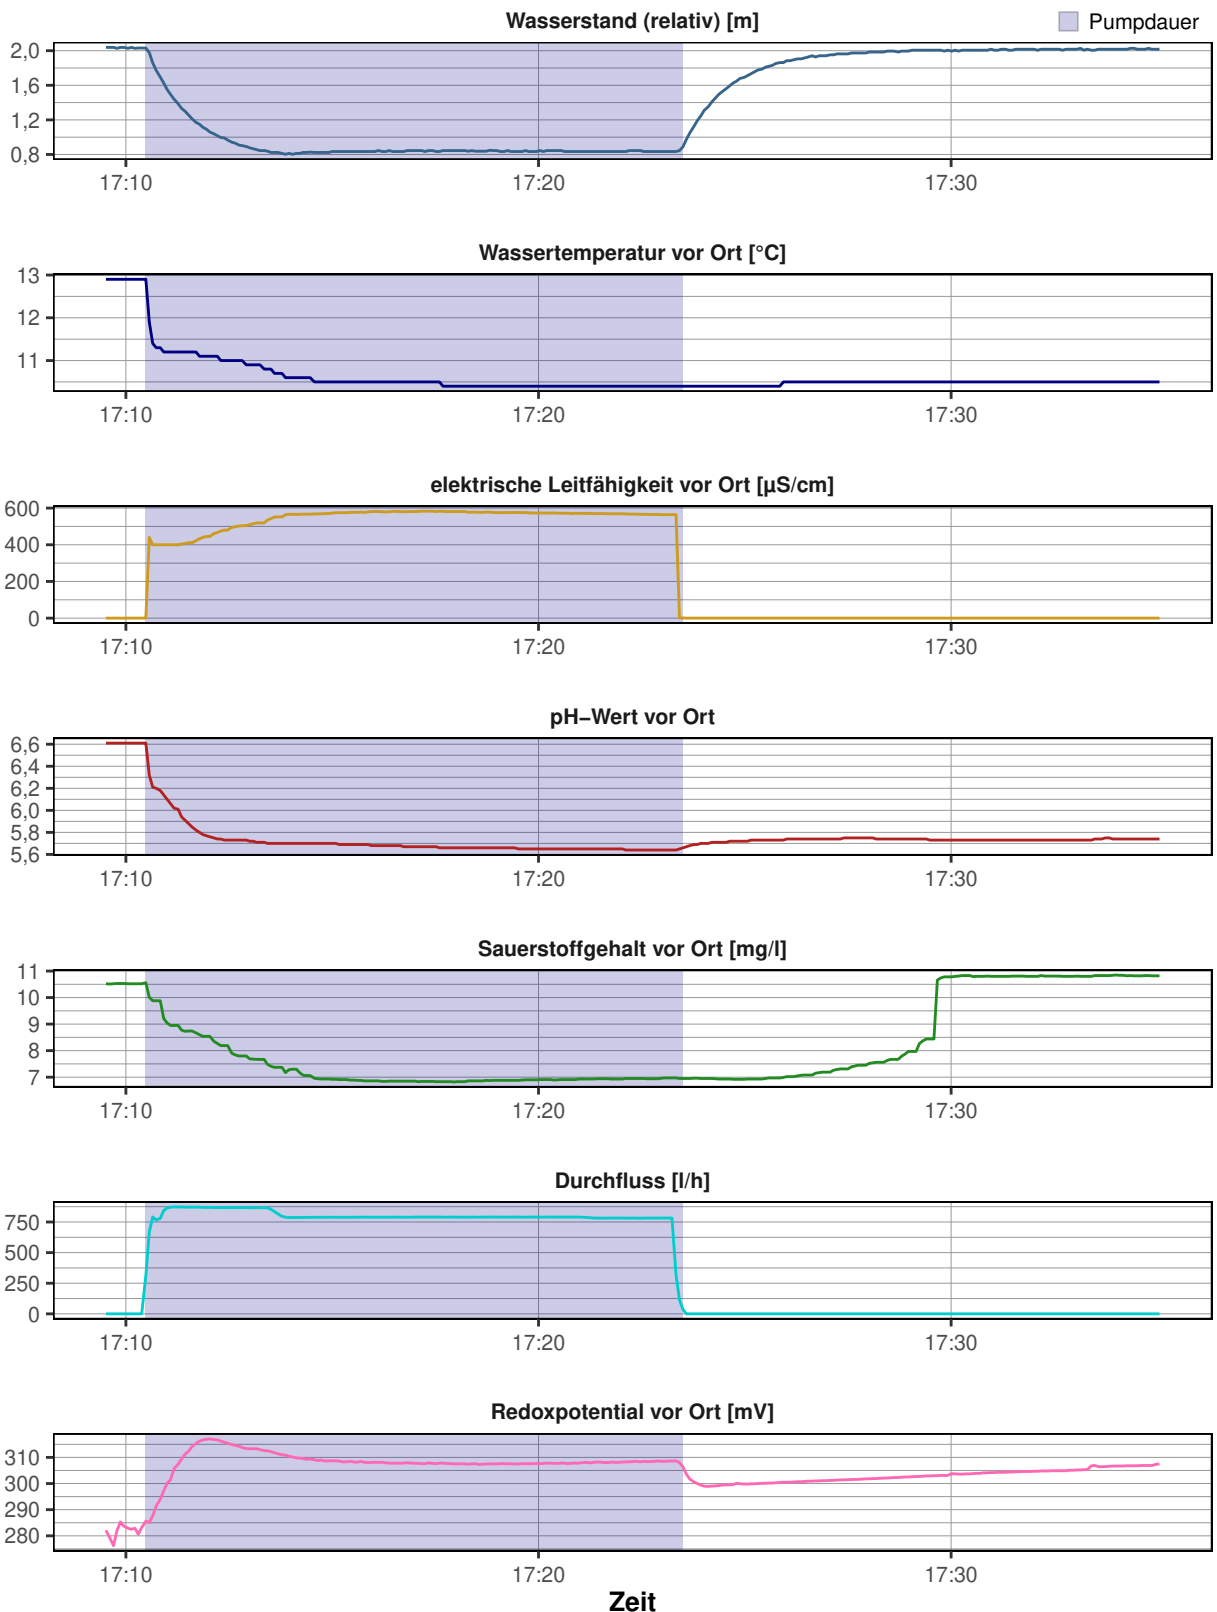 Wasserstand (relativ) [m]
Pumpdauer
2,0
1,6
1,2
0,8
17:10 17:20 17:30
Wassertemperatur vor Ort [°C]
13
12
11
17:10 17:20 17:30
elektrische Leitfähigkeit vor Ort [µS/cm]
600
400
200
0
17:10 17:20 17:30
pH−Wert vor Ort
6,6
6,4
6,2
6,0
5,8
5,6
17:10 17:20 17:30
Sauerstoffgehalt vor Ort [mg/l]
11
10
9
8
7
17:10 17:20 17:30
Durchfluss [l/h]
750
500
250
0
17:10 17:20 17:30
Redoxpotential vor Ort [mV]
310
300
290
280
17:10 17:20 17:30
Zeit